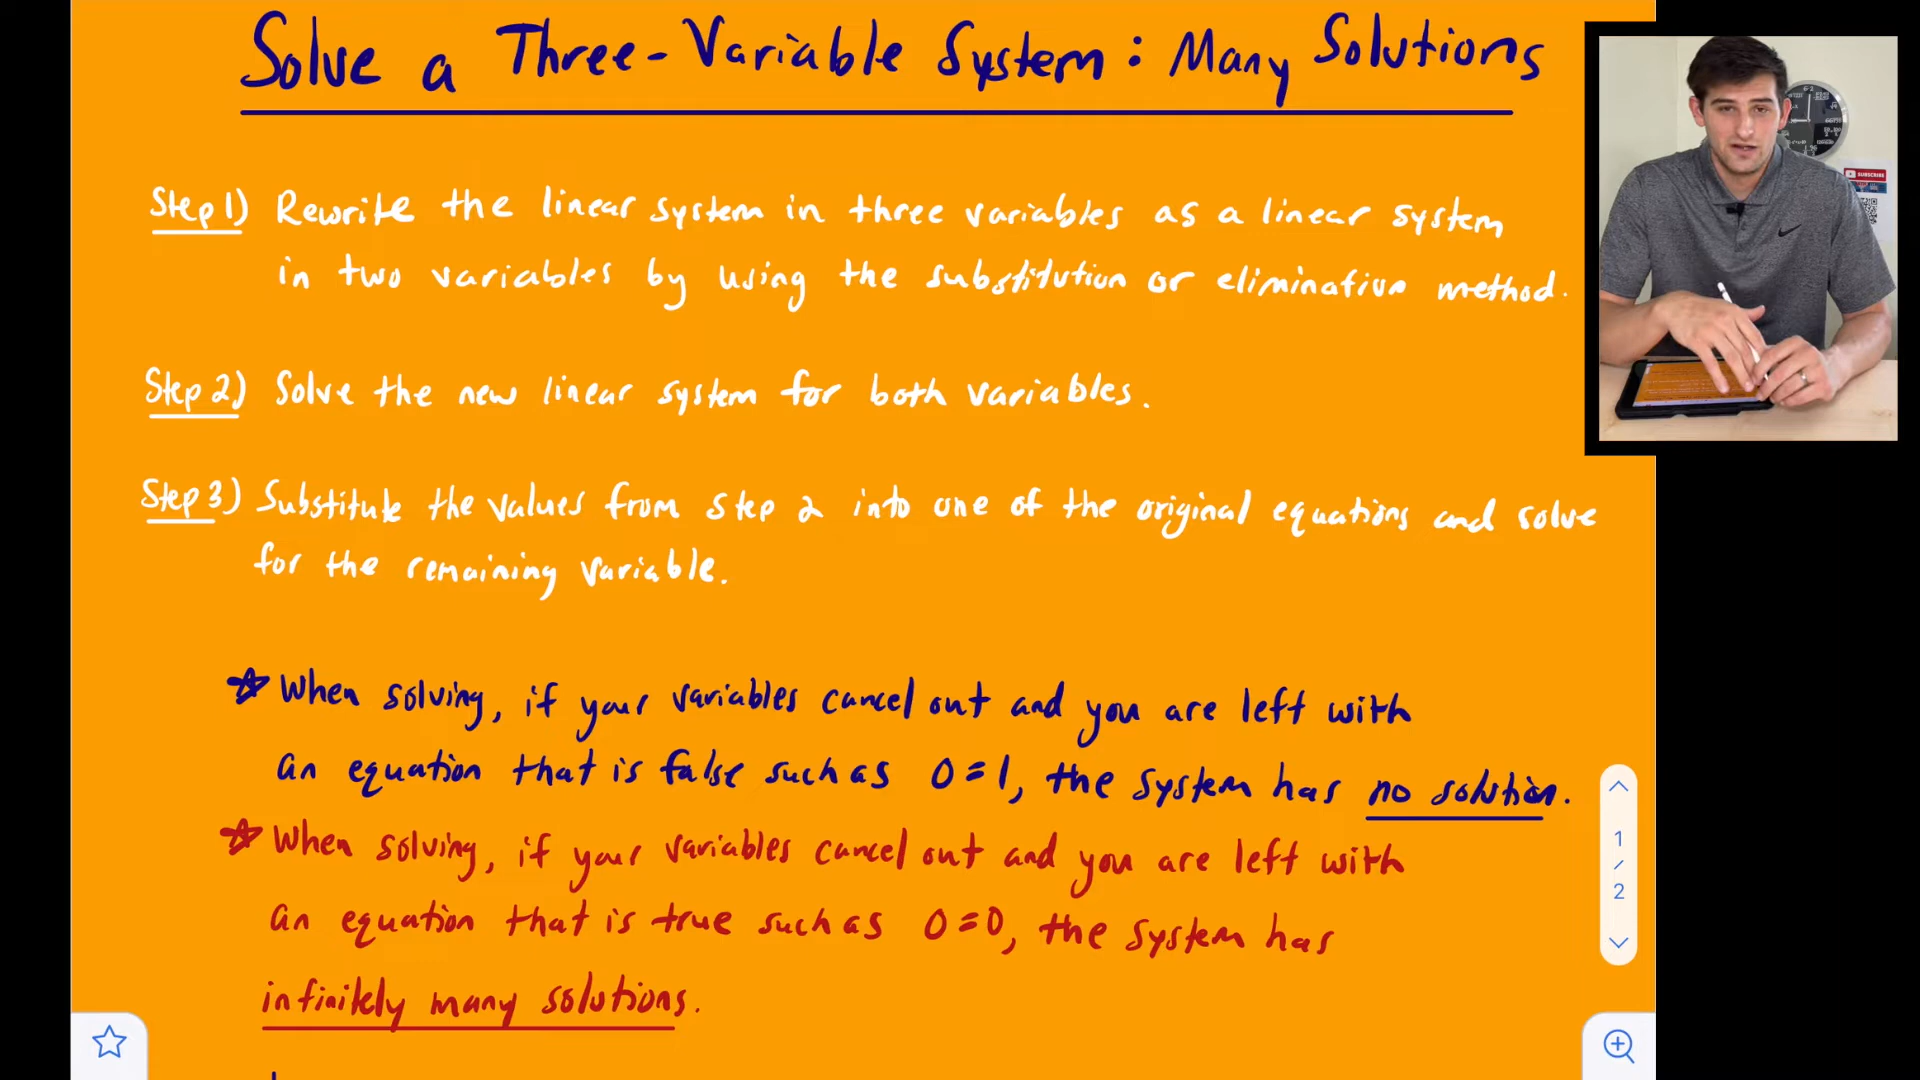 Solve a Three-Variable System: Many Solutions
Step 1) Rewrite the linear system in three variables as a linear system
in two variables by using the substitution or elimination method.
Step 2) Solve the new linear system for both variables.
Step 3) Substitute the values from step 2 into one of the original equations and solve
for the remaining variable.
☆ When solving, if your variables cancel out and you are left with
an equation that is false such as 0=1, the system has no solution.
☆ When solving, if your variables cancel out and you are left with
an equation that is true such as 0=0, the system has
infinitely many solutions.
1
/
2
SUBSCRIBE